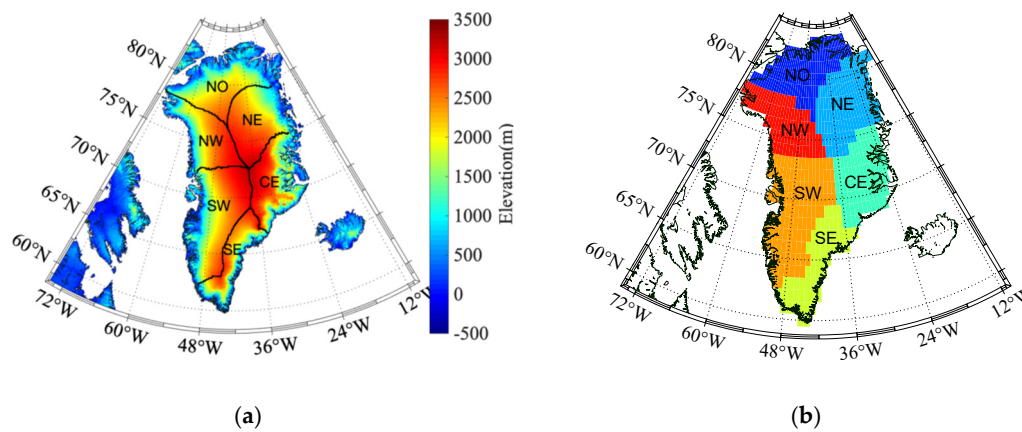 80°N
75°N
70°N
65°N
60°N
72°W
60°W
48°W
36°W
24°W
12°W
NO
NE
NW
CE
SW
SE
3500
3000
2500
2000
1500
1000
500
0
-500
Elevation(m)
(a)
80°N
75°N
70°N
65°N
60°N
72°W
60°W
48°W
36°W
24°W
12°W
NO
NE
NW
SW
CE
SE
(b)